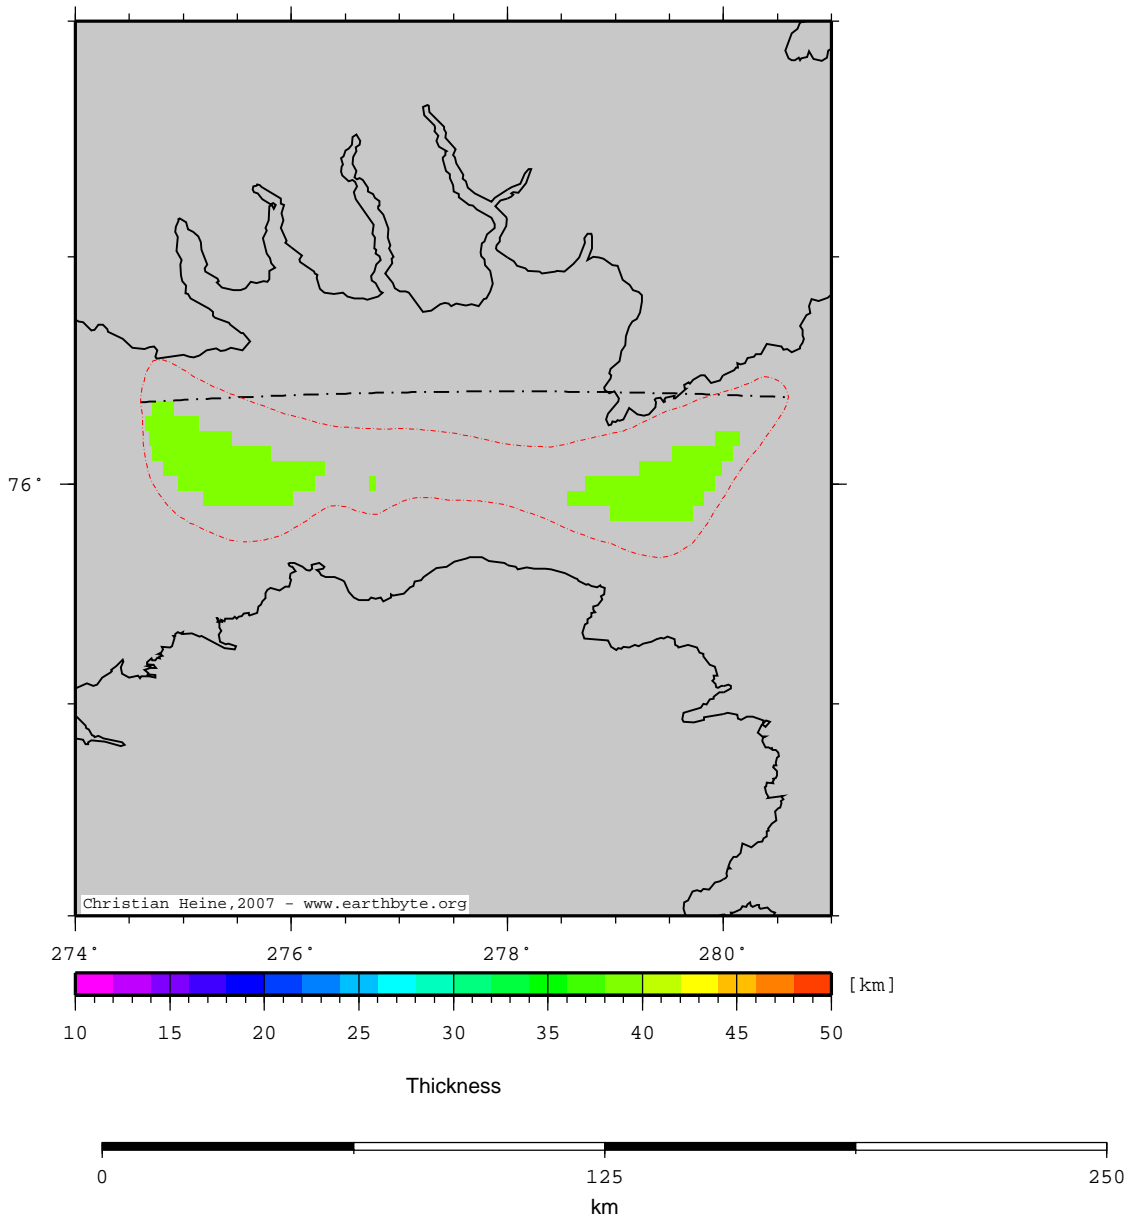 76°
Christian Heine,2007 - www.earthbyte.org
274° 276° 278° 280°
[km]
10 15 20 25 30 35 40 45 50
Thickness
0 125 250
km